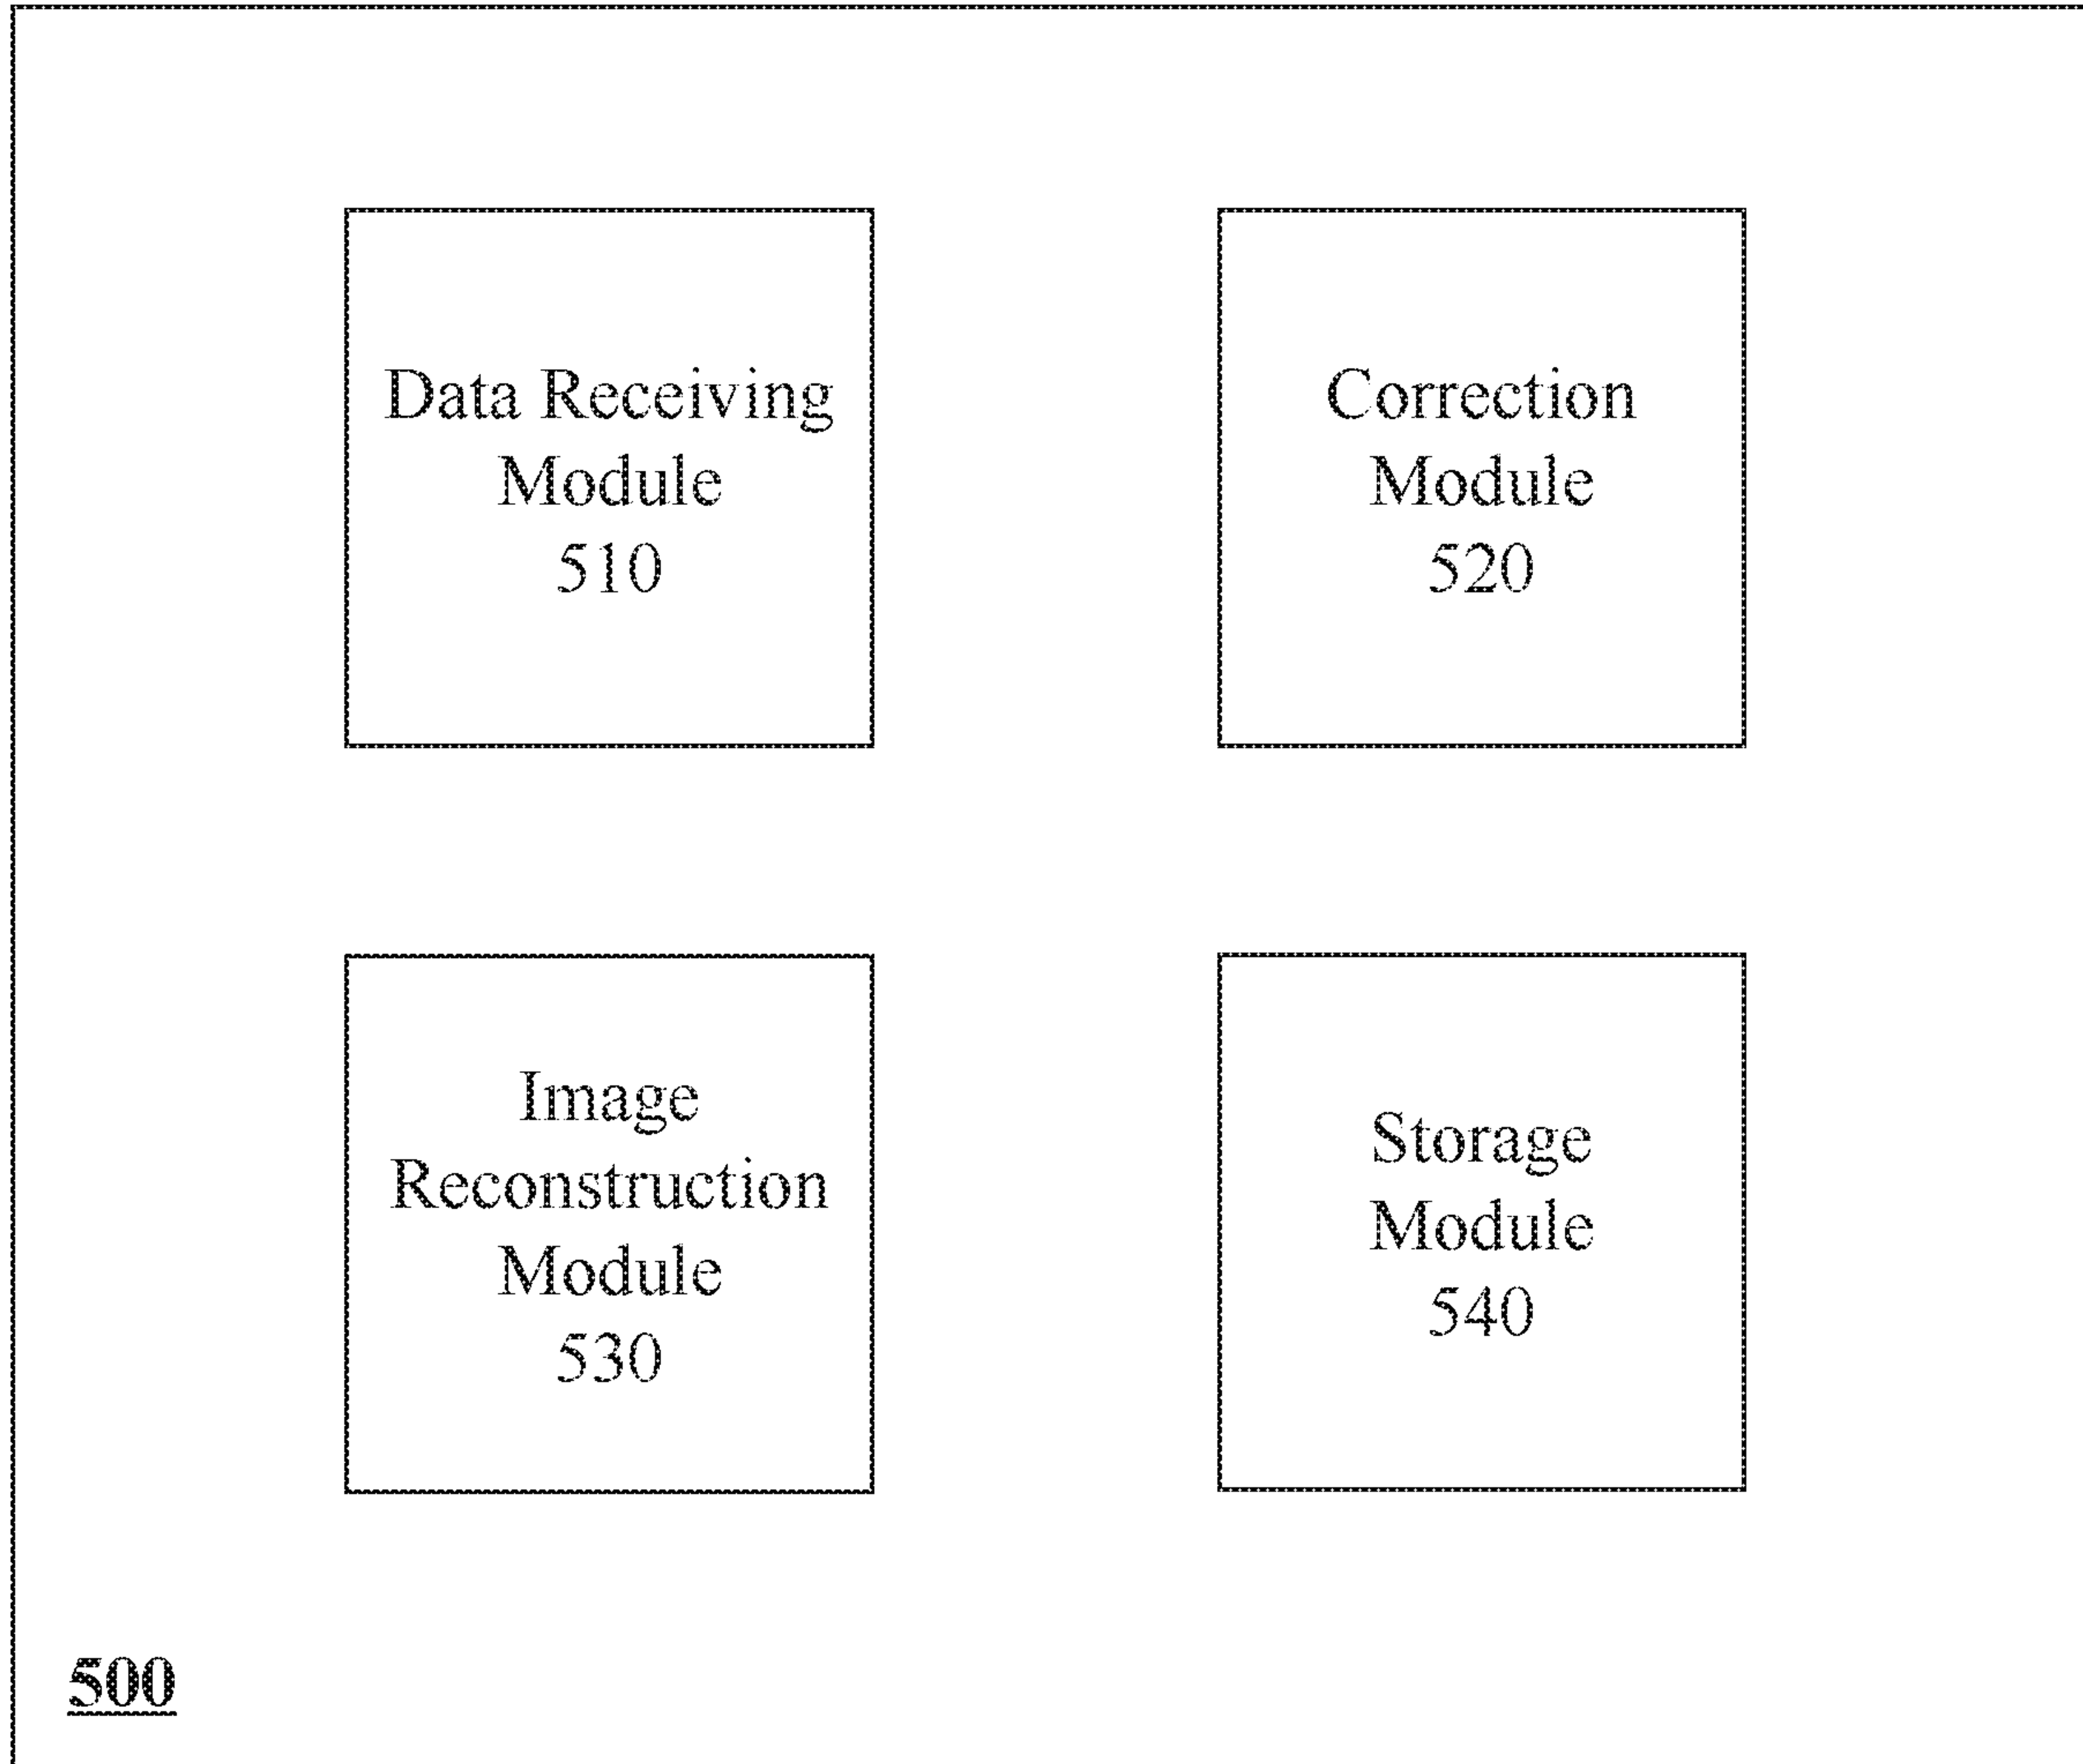 Data Receiving
Module
510
Correction
Module
520
Image
Reconstruction
Module
530
Storage
Module
540
500